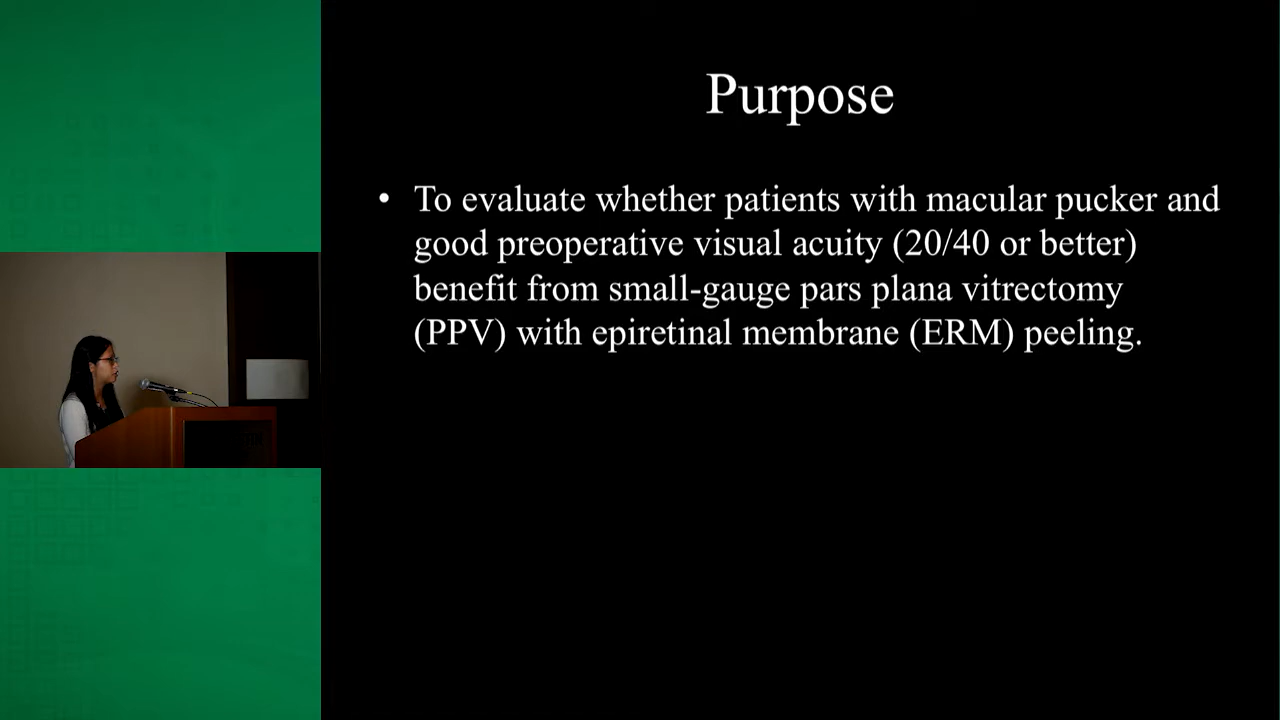 Purpose
• To evaluate whether patients with macular pucker and
good preoperative visual acuity (20/40 or better)
benefit from small-gauge pars plana vitrectomy
(PPV) with epiretinal membrane (ERM) peeling.